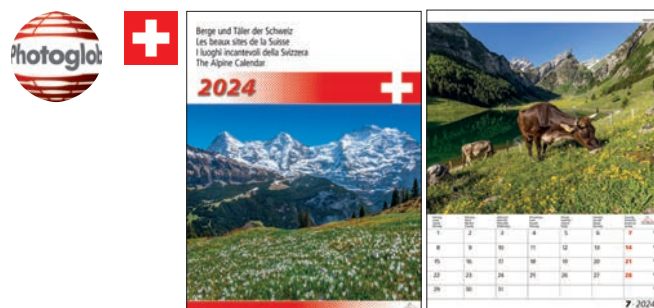 Photoglob
Berge und Täler der Schweiz
Les beaux sites de la Suisse
I luoghi incantevoli della Svizzera
The Alpine Calendar
2024
1 2 3 4 5 6 7
8 9 10 11 12 13 14
15 16 17 18 19 20 21
22 23 24 25 26 27 28
29 30 31
7 · 2024